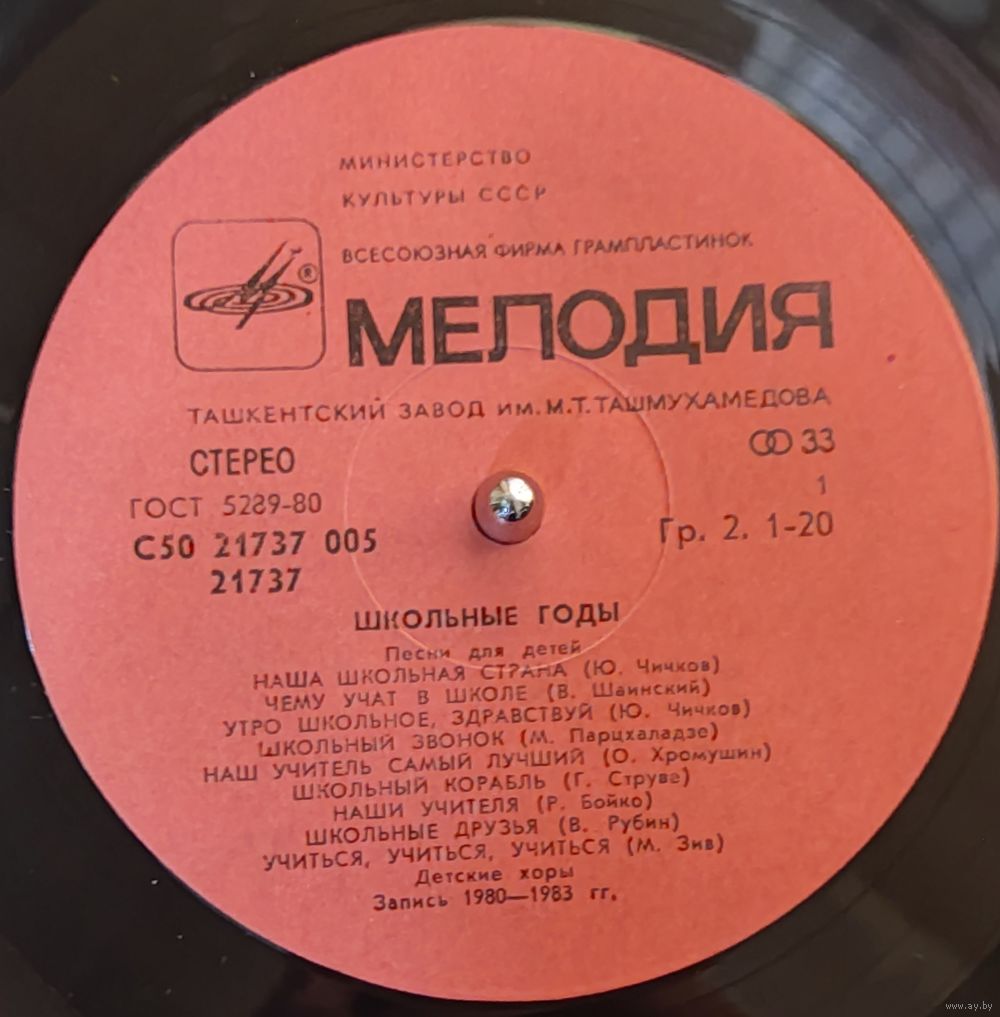 МИНИСТЕРСТВО
КУЛЬТУРЫ СССР
ВСЕСОЮЗНАЯ ФИРМА ГРАМПЛАСТИНОК
®
МЕЛОДИЯ
ТАШКЕНТСКИЙ ЗАВОД ИМ. М.Т. ТАШМУХАМЕДОВА
СТЕРЕО
33
ГОСТ 5289-80
1
С50 21737 005
Гр. 2. 1-20
21737
ШКОЛЬНЫЕ ГОДЫ
Песни для детей
НАША ШКОЛЬНАЯ СТРАНА (Ю. Чичков)
ЧЕМУ УЧАТ В ШКОЛЕ (В. Шаинский)
УТРО ШКОЛЬНОЕ, ЗДРАВСТВУЙ (Ю. Чичков)
ШКОЛЬНЫЙ ЗВОНОК (М. Парцхаладзе)
НАШ УЧИТЕЛЬ САМЫЙ ЛУЧШИЙ (О. Хромушин)
ШКОЛЬНЫЙ КОРАБЛЬ (Г. Струве)
НАШИ УЧИТЕЛЯ (Р. Бойко)
ШКОЛЬНЫЕ ДРУЗЬЯ (В. Рубин)
УЧИТЬСЯ, УЧИТЬСЯ, УЧИТЬСЯ (М. Зив)
Детские хоры
Запись 1980—1983 гг.
www.ay.by